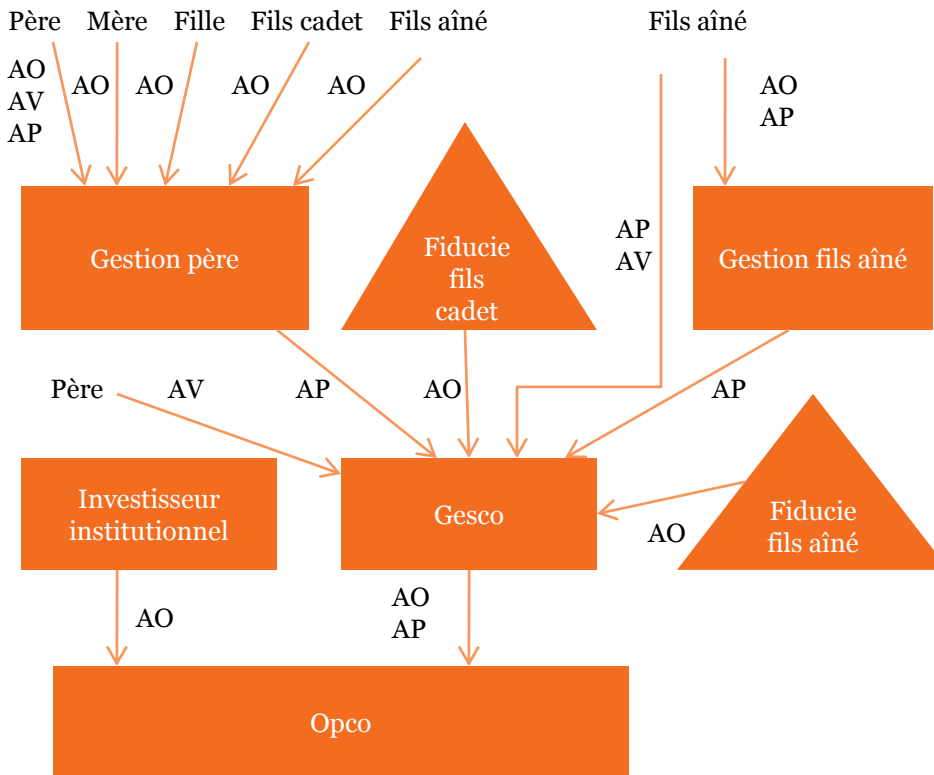 Père Mère Fille Fils cadet Fils aîné Fils aîné
AO
AV
AP
AO
AO
AO
AO
AO
AP
Gestion père
Fiducie
fils
cadet
AP
AV
Gestion fils aîné
Père
AV
AP
AO
AP
Investisseur
institutionnel
Gesco
AO
Fiducie
fils aîné
AO
AO
AP
Opco